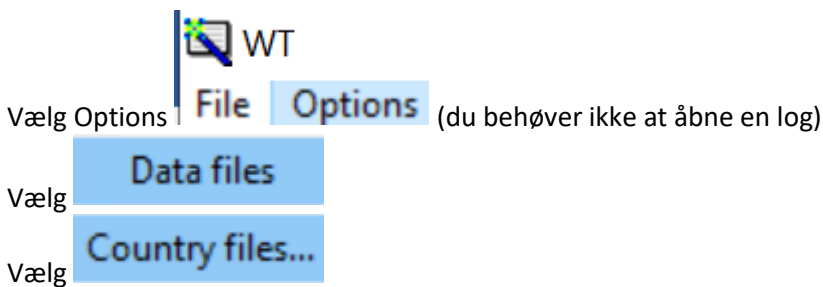 WT
Vælg Options File Options (du behøver ikke at åbne en log)
Vælg Data files
Vælg Country files...